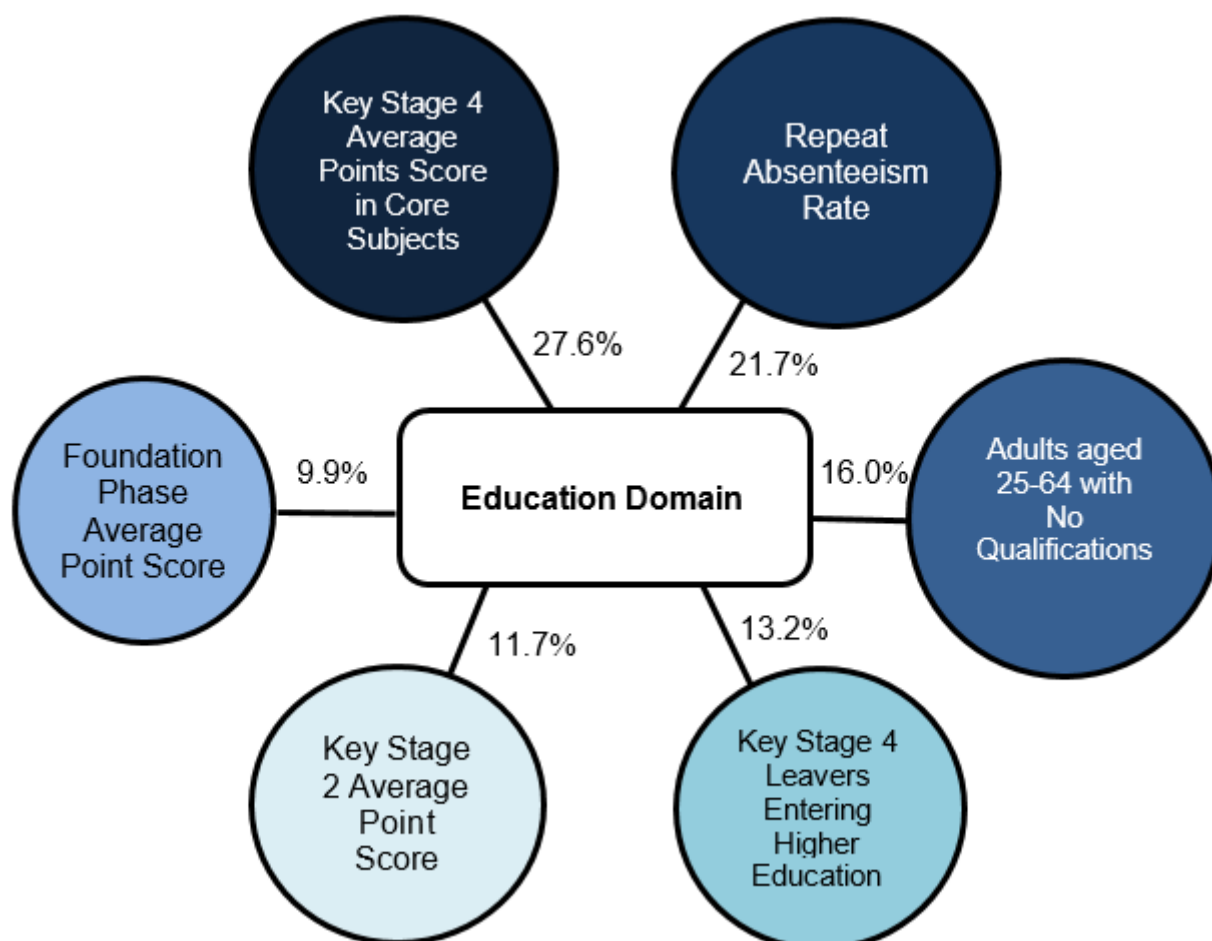 Key Stage 4
Average
Points Score
in Core
Subjects
Repeat
Absenteeism
Rate
27.6%
21.7%
Foundation
Phase
Average
Point Score
9.9%
Education Domain
16.0%
Adults aged
25-64 with
No
Qualifications
11.7%
13.2%
Key Stage
2 Average
Point
Score
Key Stage 4
Leavers
Entering
Higher
Education